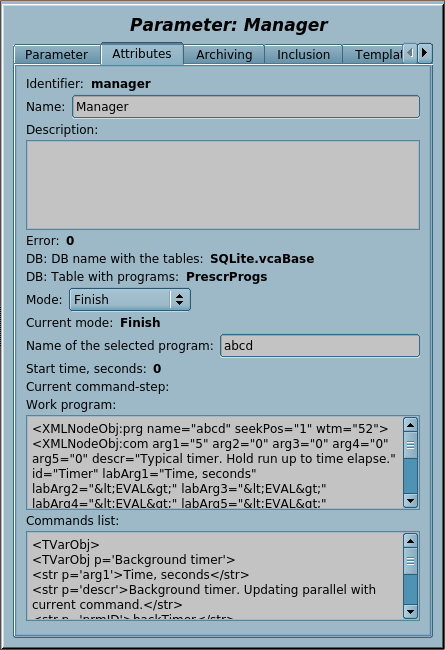 Parameter: Manager
Parameter Attributes Archiving Inclusion Templat
Identifier: manager
Name: Manager
Description:
Error: 0
DB: DB name with the tables: SQLite.vcaBase
DB: Table with programs: PrescrProgs
Mode: Finish
Current mode: Finish
Name of the selected program: abcd
Start time, seconds: 0
Current command-step:
Work program:
<XMLNodeObj:prg name="abcd" seekPos="1" wtm="52">
<XMLNodeObj:com arg1="5" arg2="0" arg3="0" arg4="0"
arg5="0" descr="Typical timer. Hold run up to time elapse."
id="Timer" labArg1="Time, seconds"
labArg2="&lt;EVAL&gt;" labArg3="&lt;EVAL&gt;"
labArg4="&lt;EVAL&gt;" labArg5="&lt;EVAL&gt;"
Commands list:
<TVarObj>
<TVarObj p='Background timer'>
<str p='arg1'>Time, seconds</str>
<str p='descr'>Background timer. Updating parallel with
current command.</str>
<str p='prmID'>backTimer</str>